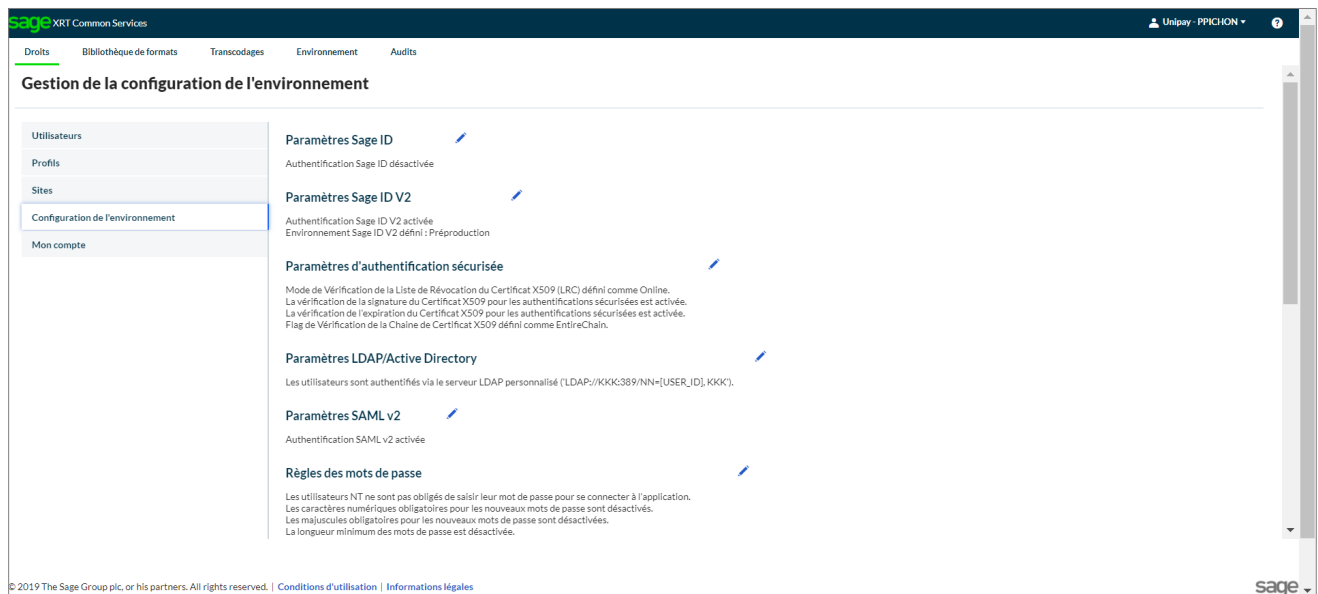 sage XRT Common Services
Unipay - PPICHON
?
Droits Bibliothèque de formats Transcodages Environnement Audits
Gestion de la configuration de l'environnement
Utilisateurs
Profils
Sites
Configuration de l'environnement
Mon compte
Paramètres Sage ID
Authentification Sage ID désactivée
Paramètres Sage ID V2
Authentification Sage ID V2 activée
Environnement Sage ID V2 défini : Préproduction
Paramètres d'authentification sécurisée
Mode de Vérification de la Liste de Révocation du Certificat X509 (LRC) défini comme Online.
La vérification de la signature du Certificat X509 pour les authentifications sécurisées est activée.
La vérification de l'expiration du Certificat X509 pour les authentifications sécurisées est activée.
Flag de Vérification de la Chaine de Certificat X509 défini comme EntireChain.
Paramètres LDAP/Active Directory
Les utilisateurs sont authentifiés via le serveur LDAP personnalisé ('LDAP://KKK:389/NN=[USER_ID], KKK').
Paramètres SAML v2
Authentification SAML v2 activée
Règles des mots de passe
Les utilisateurs NT ne sont pas obligés de saisir leur mot de passe pour se connecter à l'application.
Les caractères numériques obligatoires pour les nouveaux mots de passe sont désactivés.
Les majuscules obligatoires pour les nouveaux mots de passe sont désactivées.
La longueur minimum des mots de passe est désactivée.
© 2019 The Sage Group plc, or his partners. All rights reserved. | Conditions d'utilisation | Informations légales
sage